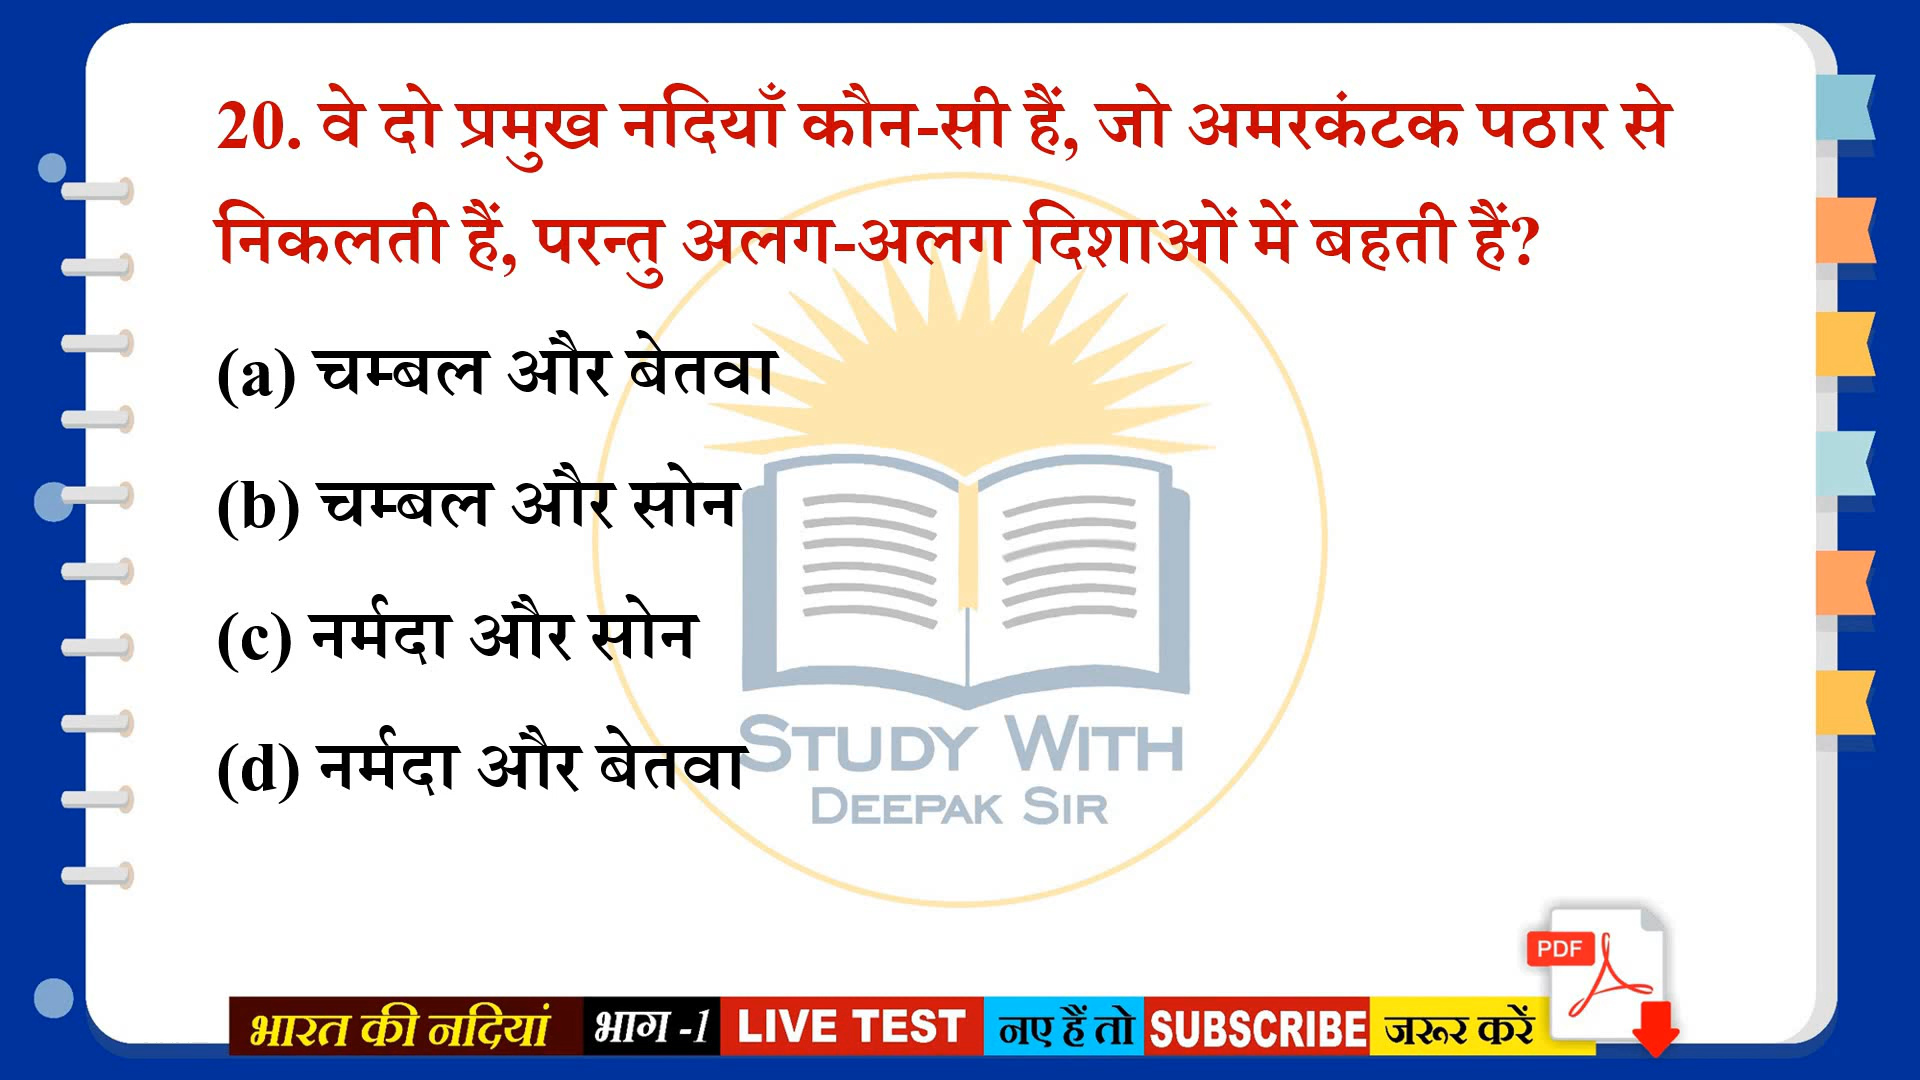 20. वे दो प्रमुख नदियाँ कौन-सी हैं, जो अमरकंटक पठार से
निकलती हैं, परन्तु अलग-अलग दिशाओं में बहती हैं?
(a) चम्बल और बेतवा
(b) चम्बल और सोन
(c) नर्मदा और सोन
(d) नर्मदा और बेतवा
STUDY WITH
DEEPAK SIR
PDF
भारत की नदियां भाग -1 LIVE TEST नए हैं तो SUBSCRIBE जरूर करें